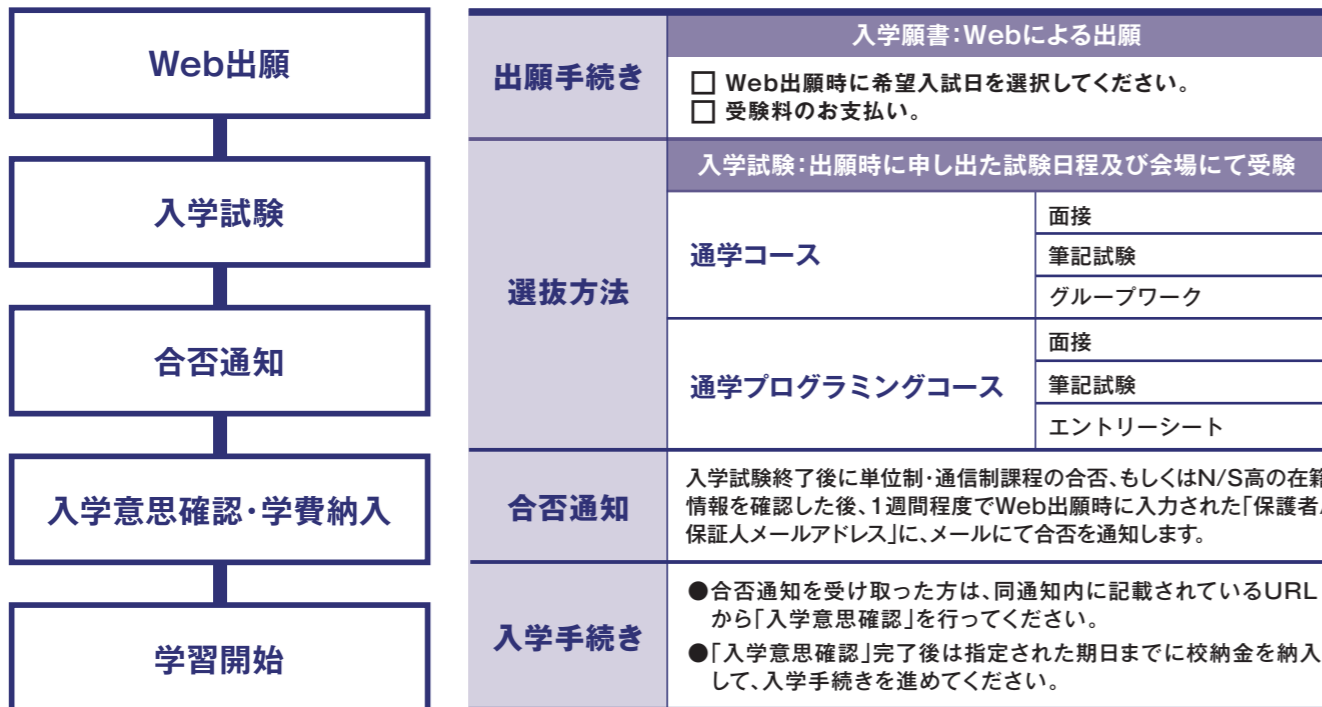 Web出願
入学試験
合否通知
入学意思確認・学費納入
学習開始
出願手続き
入学願書:Webによる出願
□ Web出願時に希望入試日を選択してください。
□ 受験料のお支払い。
選抜方法
入学試験:出願時に申し出た試験日程及び会場にて受験
通学コース
面接
筆記試験
グループワーク
通学プログラミングコース
面接
筆記試験
エントリーシート
合否通知
入学試験終了後に単位制・通信制課程の合否、もしくはN/S高の在籍
情報を確認した後、1週間程度でWeb出願時に入力された「保護者/
保証人メールアドレス」に、メールにて合否を通知します。
入学手続き
●合否通知を受け取った方は、同通知内に記載されているURL
から「入学意思確認」を行ってください。
●「入学意思確認」完了後は指定された期日までに校納金を納入
して、入学手続きを進めてください。